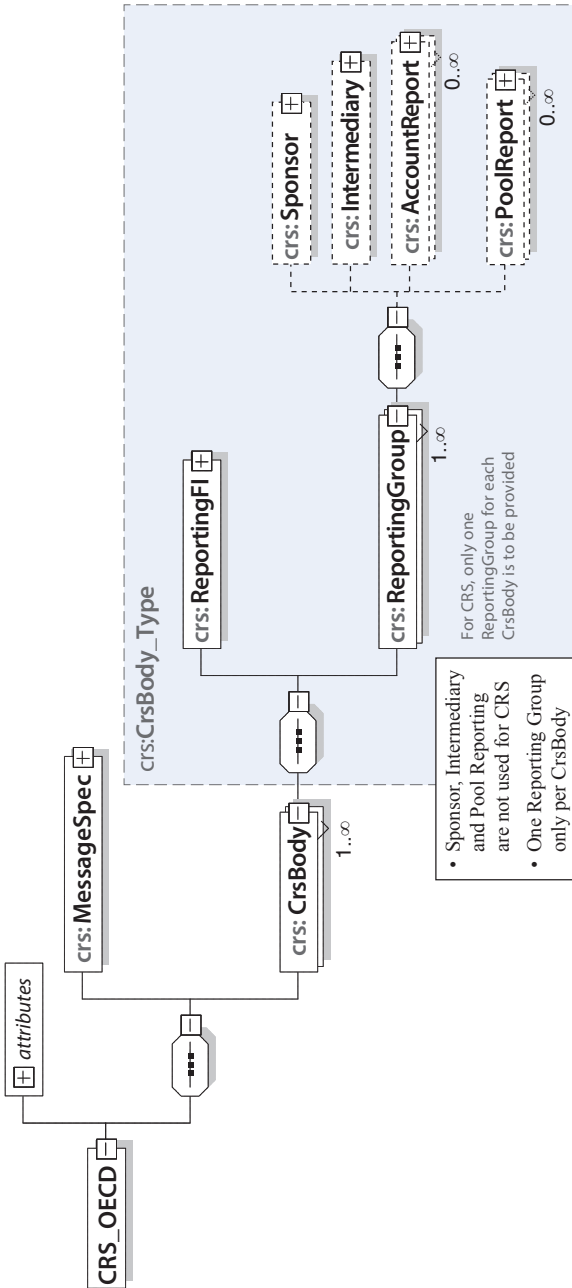 CRS_OECD
attributes
crs:MessageSpec
crs:CrsBody
1..∞
crs:CrsBody_Type
crs:ReportingFI
crs:ReportingGroup
1..∞
For CRS, only one
ReportingGroup for each
CrsBody is to be provided
crs:Sponsor
crs:Intermediary
crs:AccountReport
0..∞
crs:PoolReport
0..∞
• Sponsor, Intermediary
and Pool Reporting
are not used for CRS
• One Reporting Group
only per CrsBody